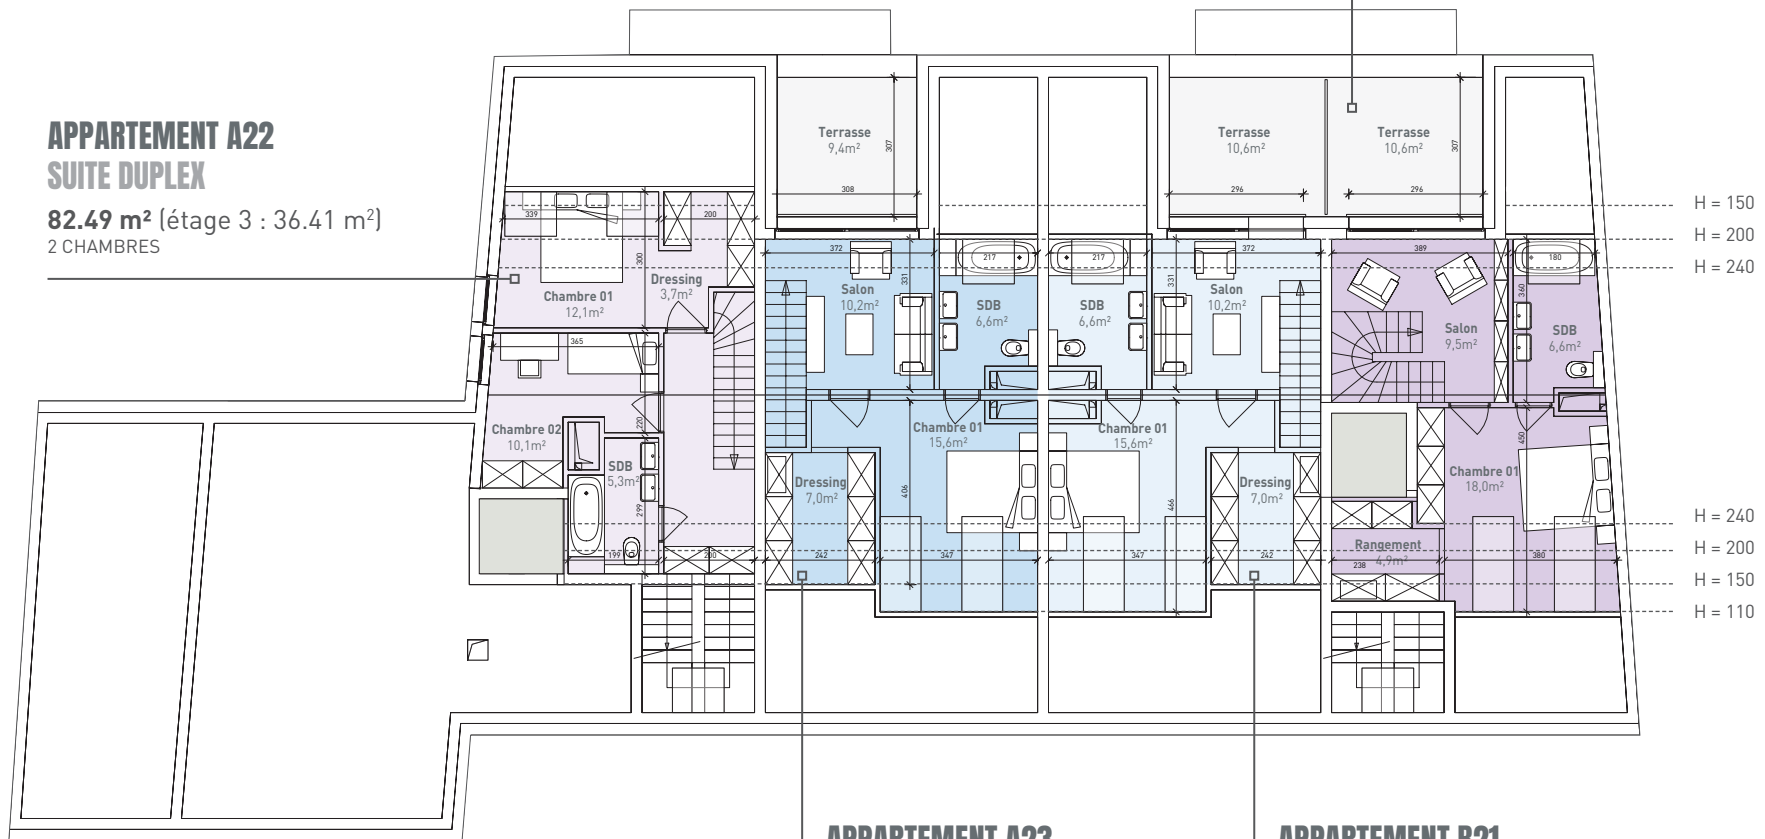 APPARTEMENT A22
SUITE DUPLEX
82.49 m² (étage 3 : 36.41 m²)
2 CHAMBRES
Terrasse
9,4m²
307
308
Terrasse
10,6m²
296
Terrasse
10,6m²
307
296
H = 150
H = 200
H = 240
339
200
300
Chambre 01
12,1m²
Dressing
3,7m²
365
Chambre 02
10,1m²
220
SDB
5,3m²
299
199
200
372
331
Salon
10,2m²
217
SDB
6,6m²
217
SDB
6,6m²
372
331
Salon
10,2m²
389
180
360
Salon
9,5m²
SDB
6,6m²
Chambre 01
15,6m²
Chambre 01
15,6m²
Dressing
7,0m²
406
466
Dressing
7,0m²
450
Chambre 01
18,0m²
Rangement
4,9m²
242
347
347
242
238
380
H = 240
H = 200
H = 150
H = 110
APPARTEMENT A23
APPARTEMENT B21